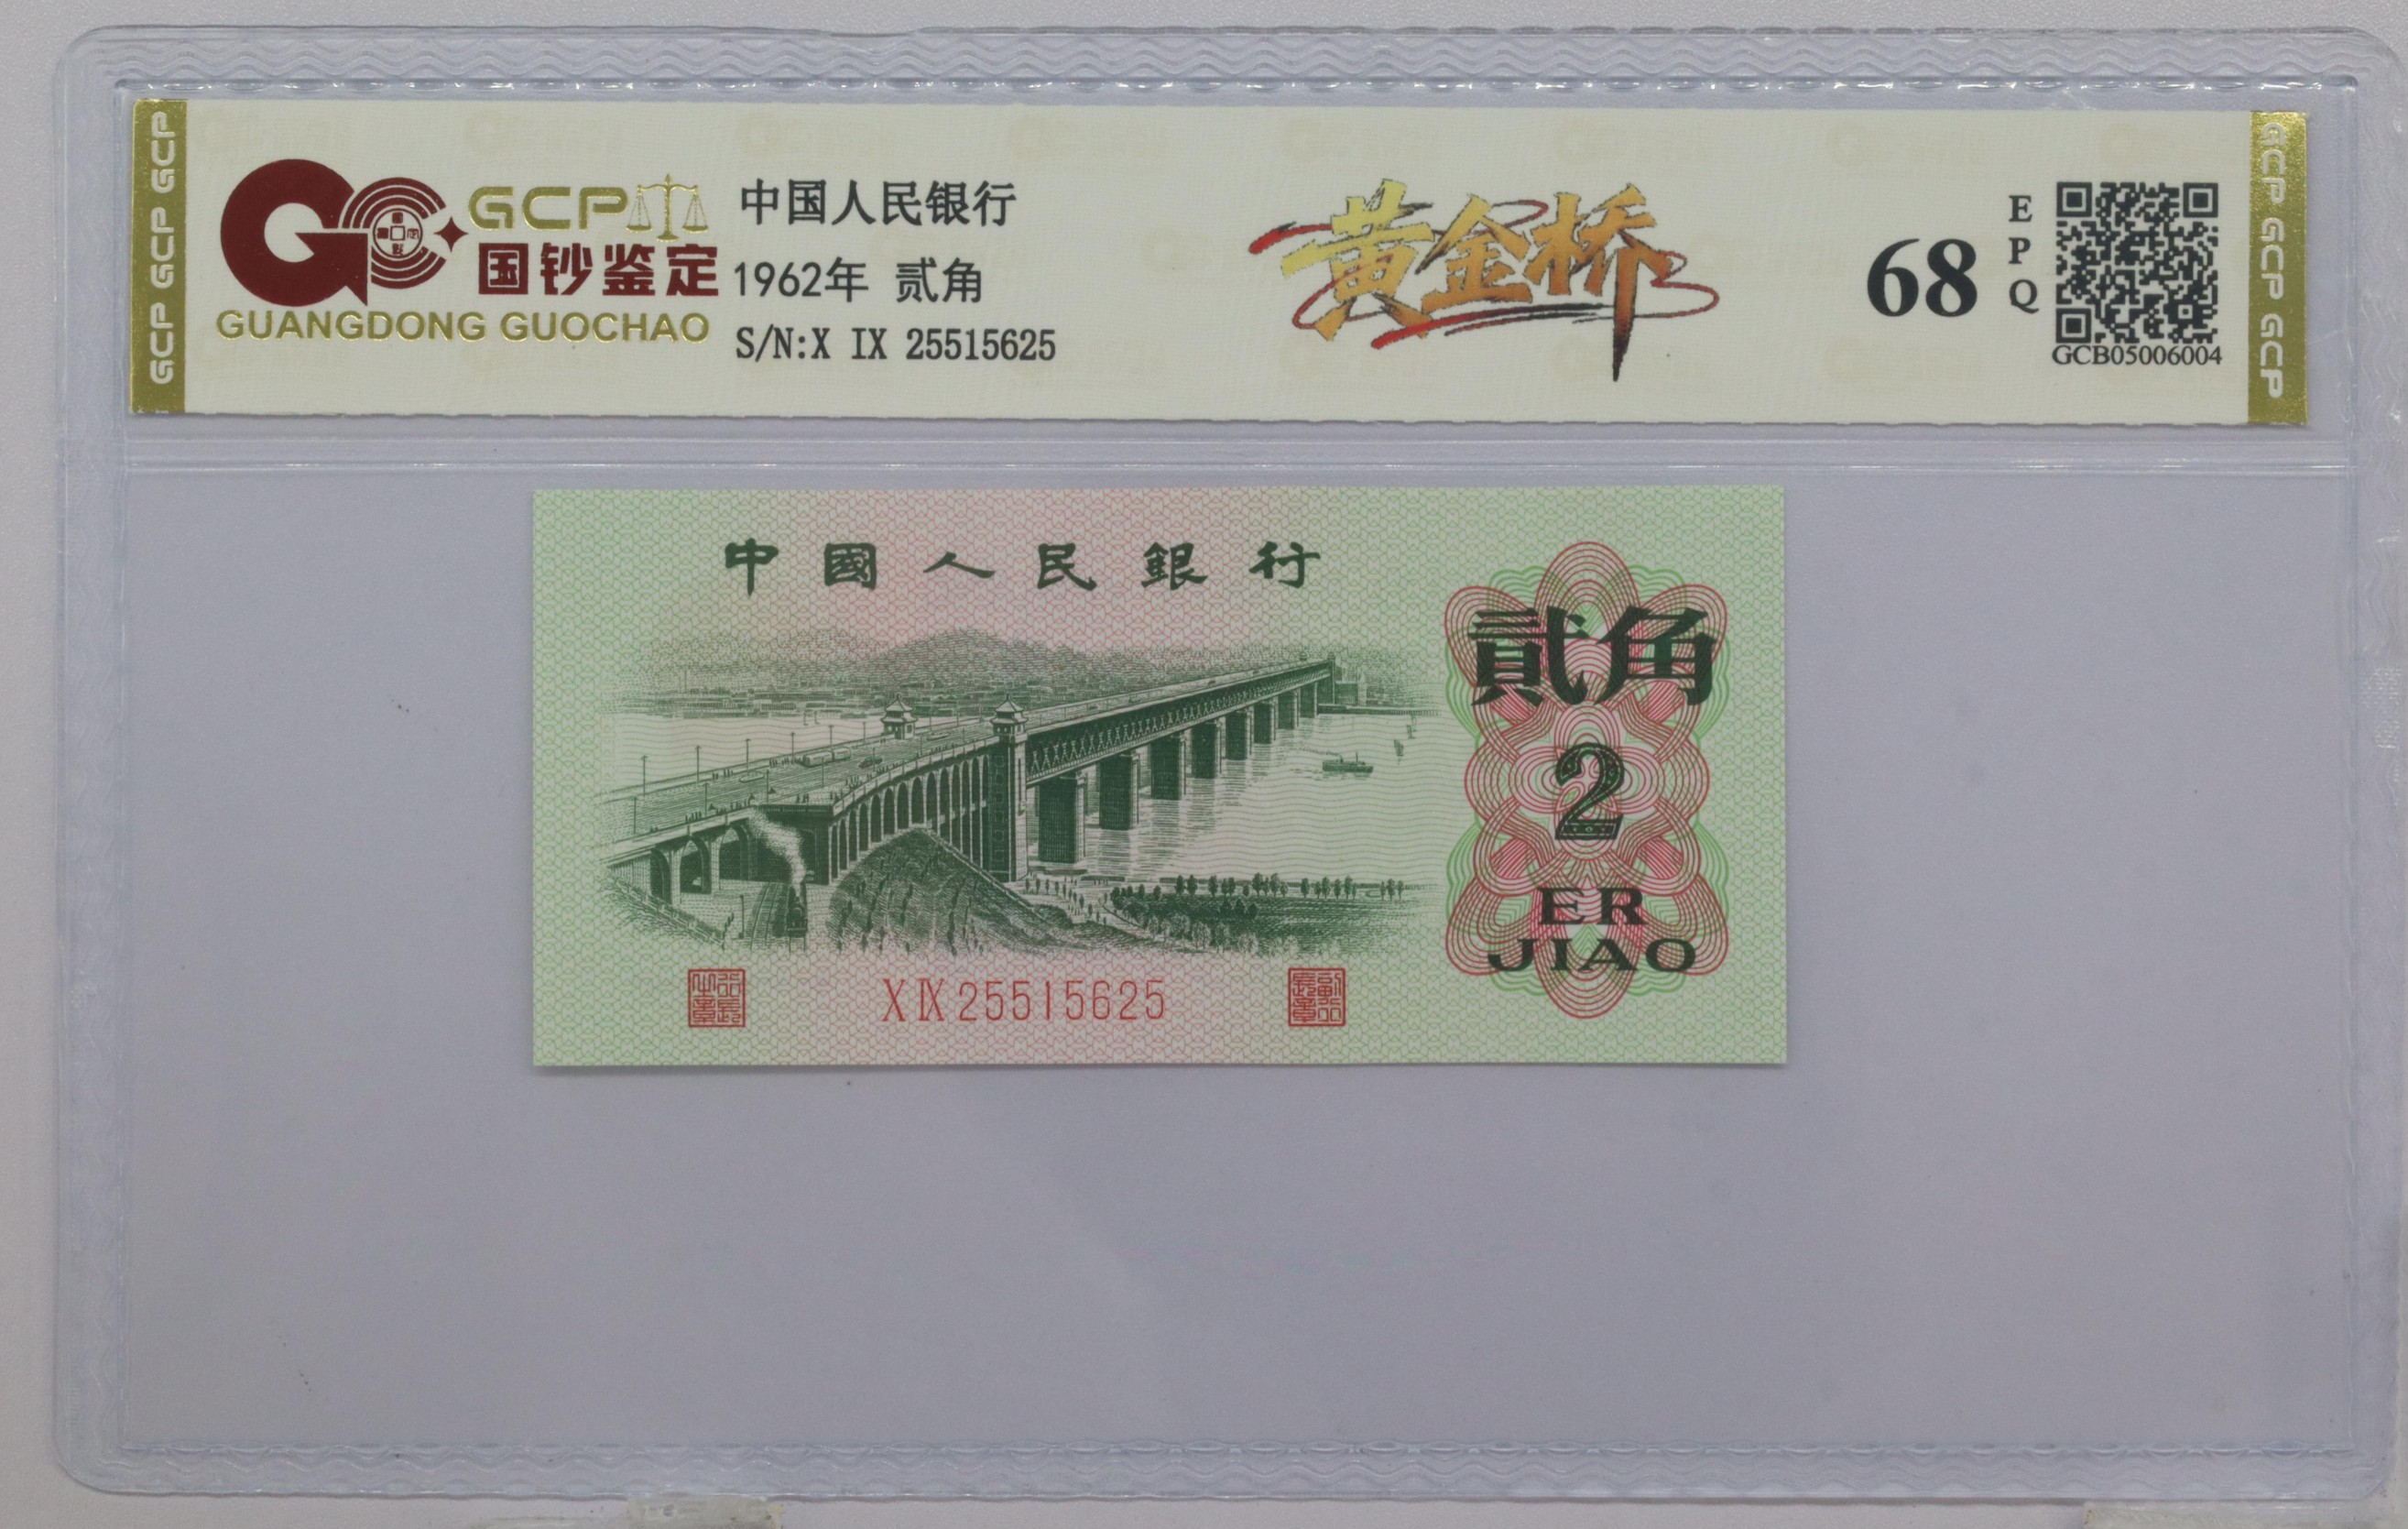 GCP GCP GCP
GCP
国钞鉴定
GUANGDONG GUOCHAO
中国人民银行
1962年 贰角
S/N:X IX 25515625
黄金桥
68
EPQ
GCB05006004
GCP GCP GCP
中國人民銀行
貳角
2
ER
JIAO
X IX 25515625